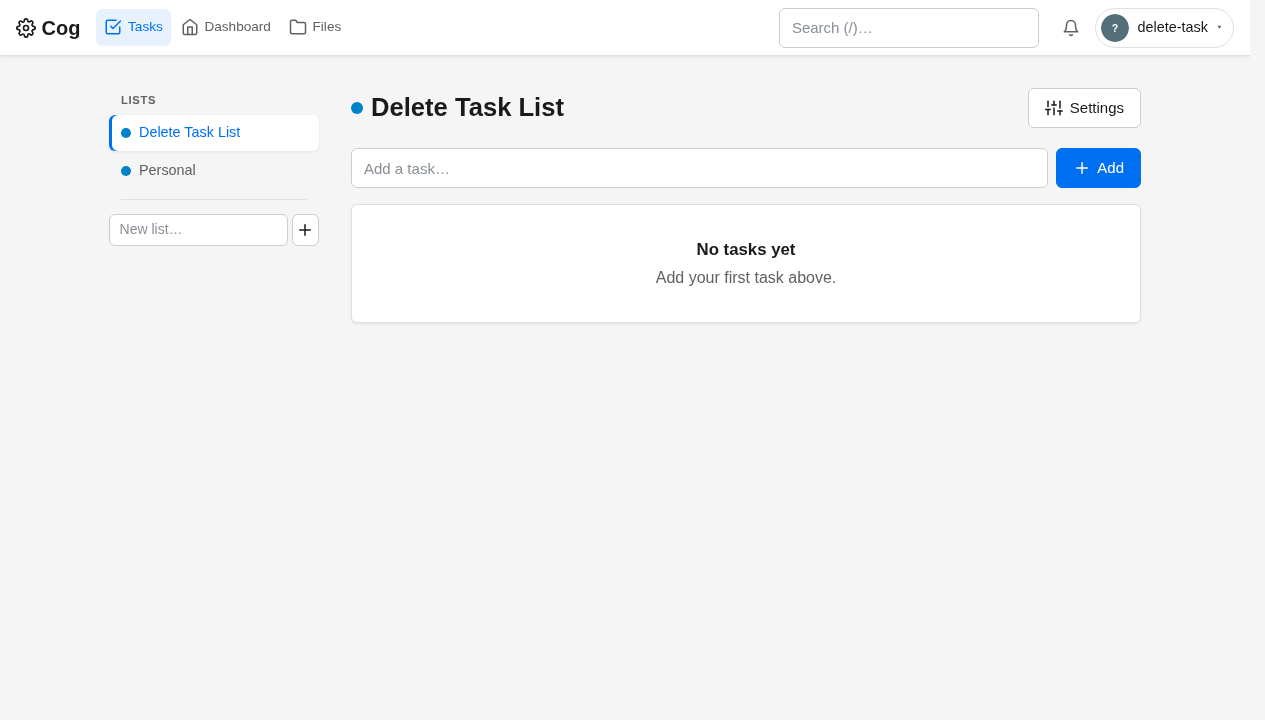 Cog
Tasks
Dashboard
Files
Search (/)…
?
delete-task
LISTS
Delete Task List
Personal
New list…
Delete Task List
Settings
Add a task…
Add
No tasks yet
Add your first task above.